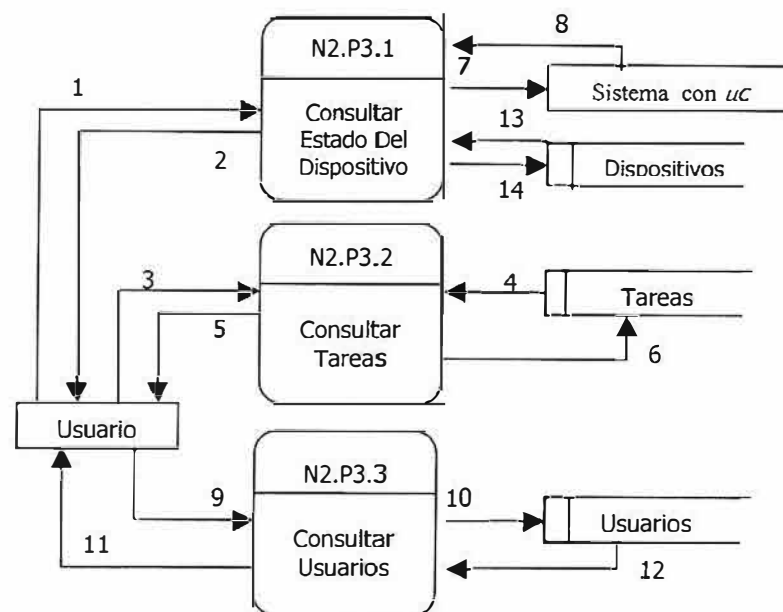 N2.P3.1
Consultar
Estado Del
Dispositivo
1
2
8
7
Sistema con uC
13
14
Dispositivos
N2.P3.2
Consultar
Tareas
3
5
4
Tareas
6
Usuario
N2.P3.3
Consultar
Usuarios
9
11
10
Usuarios
12